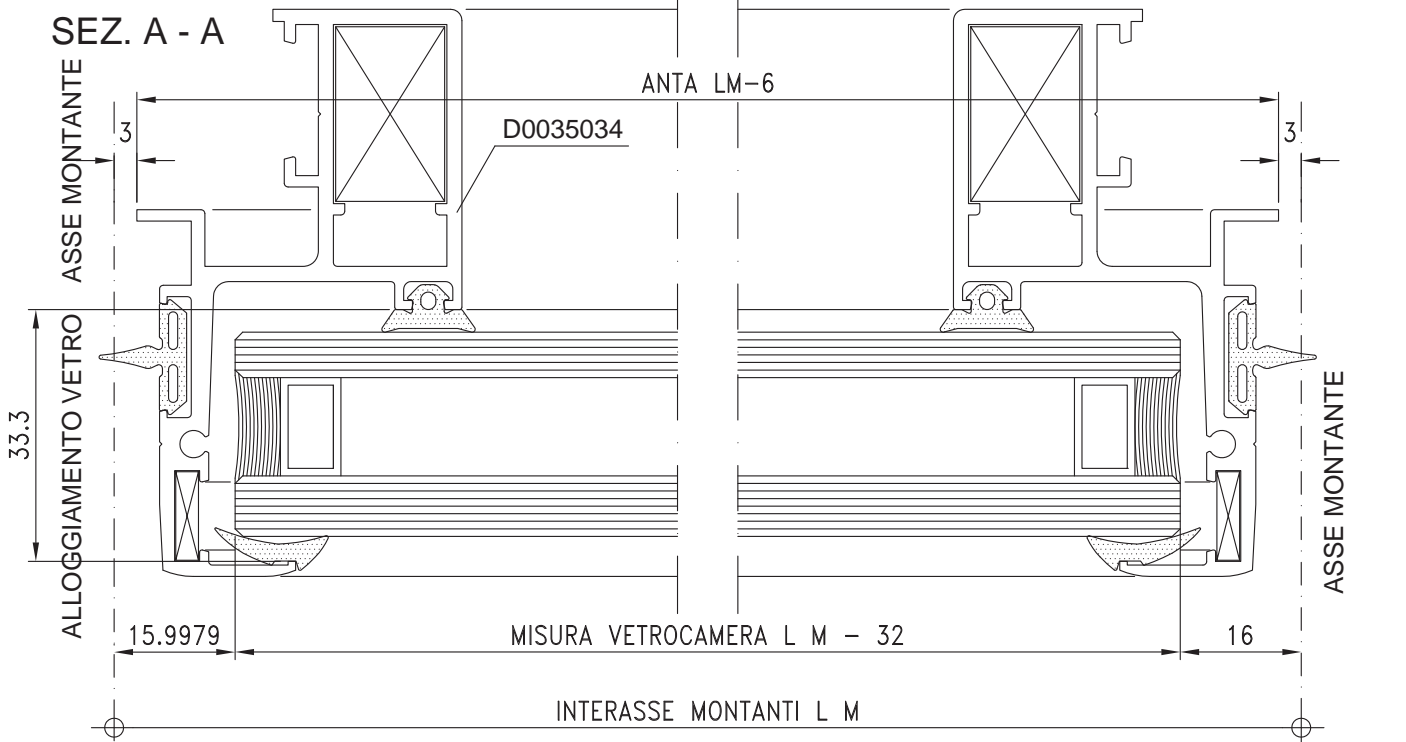 SEZ. A - A
ANTA LM-6
D0035034
3
3
ASSE MONTANTE
ALLOGGIAMENTO VETRO
33.3
ASSE MONTANTE
15.9979
MISURA VETROCAMERA L M - 32
16
INTERASSE MONTANTI L M